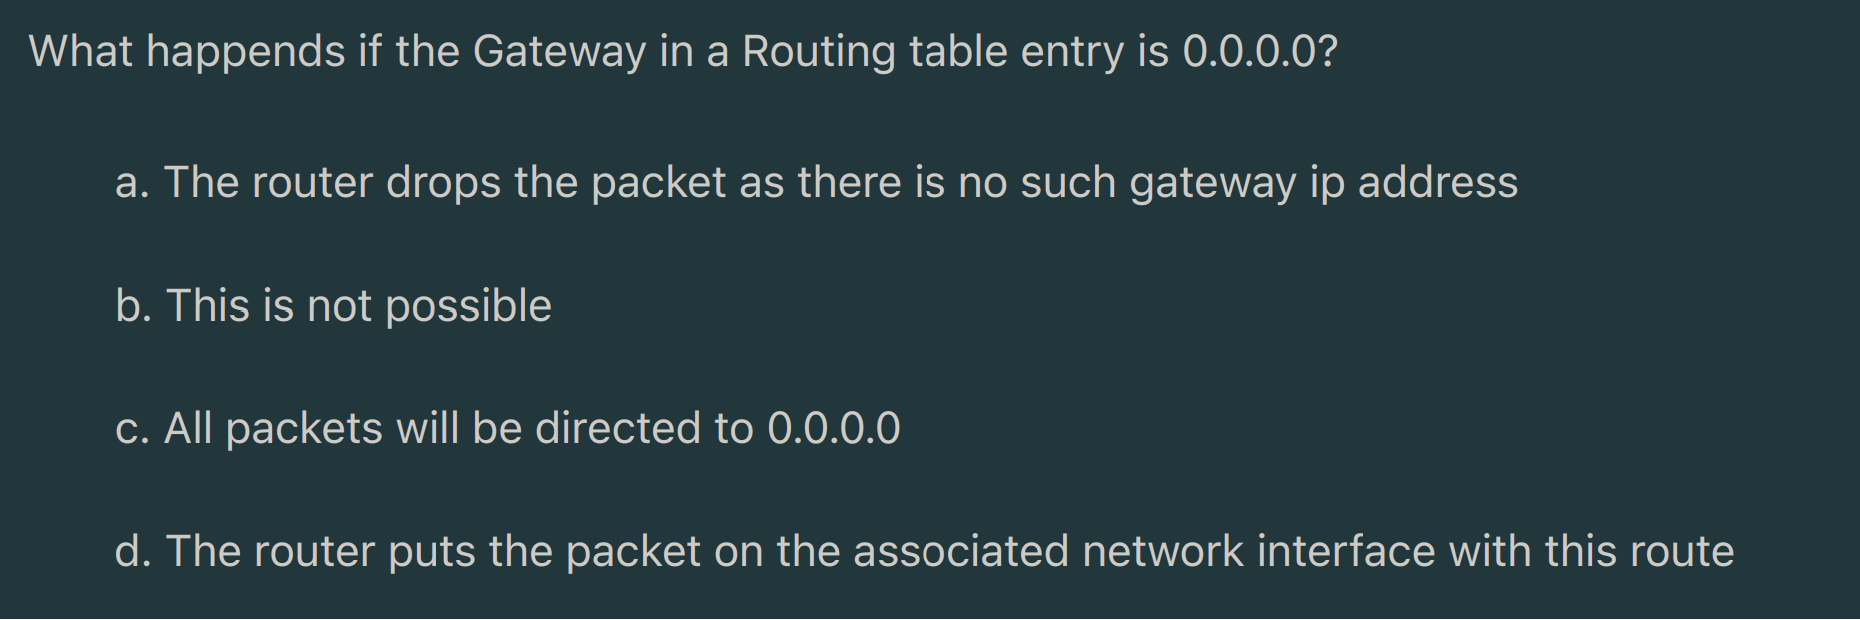 What happends if the Gateway in a Routing table entry is 0.0.0.0?
a. The router drops the packet as there is no such gateway ip address
b. This is not possible
c. All packets will be directed to 0.0.0.0
d. The router puts the packet on the associated network interface with this route